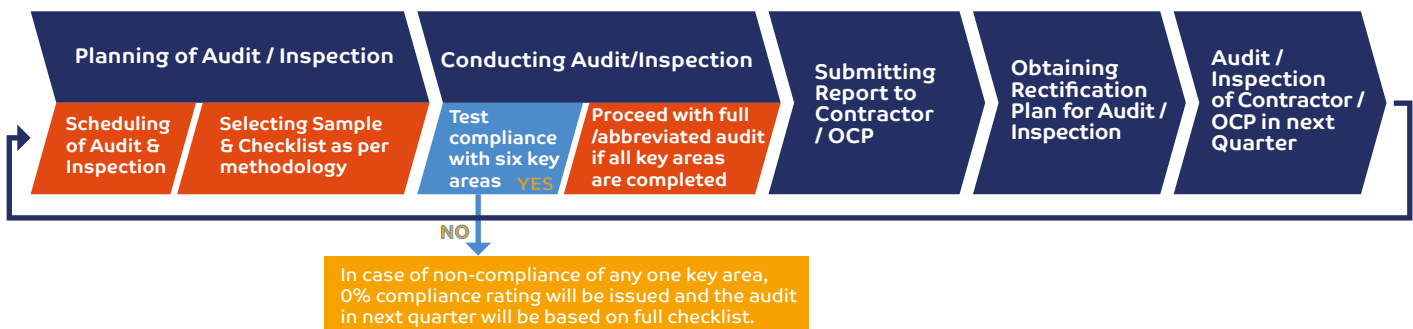 Planning of Audit / Inspection
Scheduling
of Audit &
Inspection
Selecting Sample
& Checklist as per
methodology
Conducting Audit/Inspection
Test
compliance
with six key
areas YES
Proceed with full
/abbreviated audit
if all key areas
are completed
NO
In case of non-compliance of any one key area,
0% compliance rating will be issued and the audit
in next quarter will be based on full checklist.
Submitting
Report to
Contractor
/ OCP
Obtaining
Rectification
Plan for Audit /
Inspection
Audit /
Inspection
of Contractor /
OCP in next
Quarter